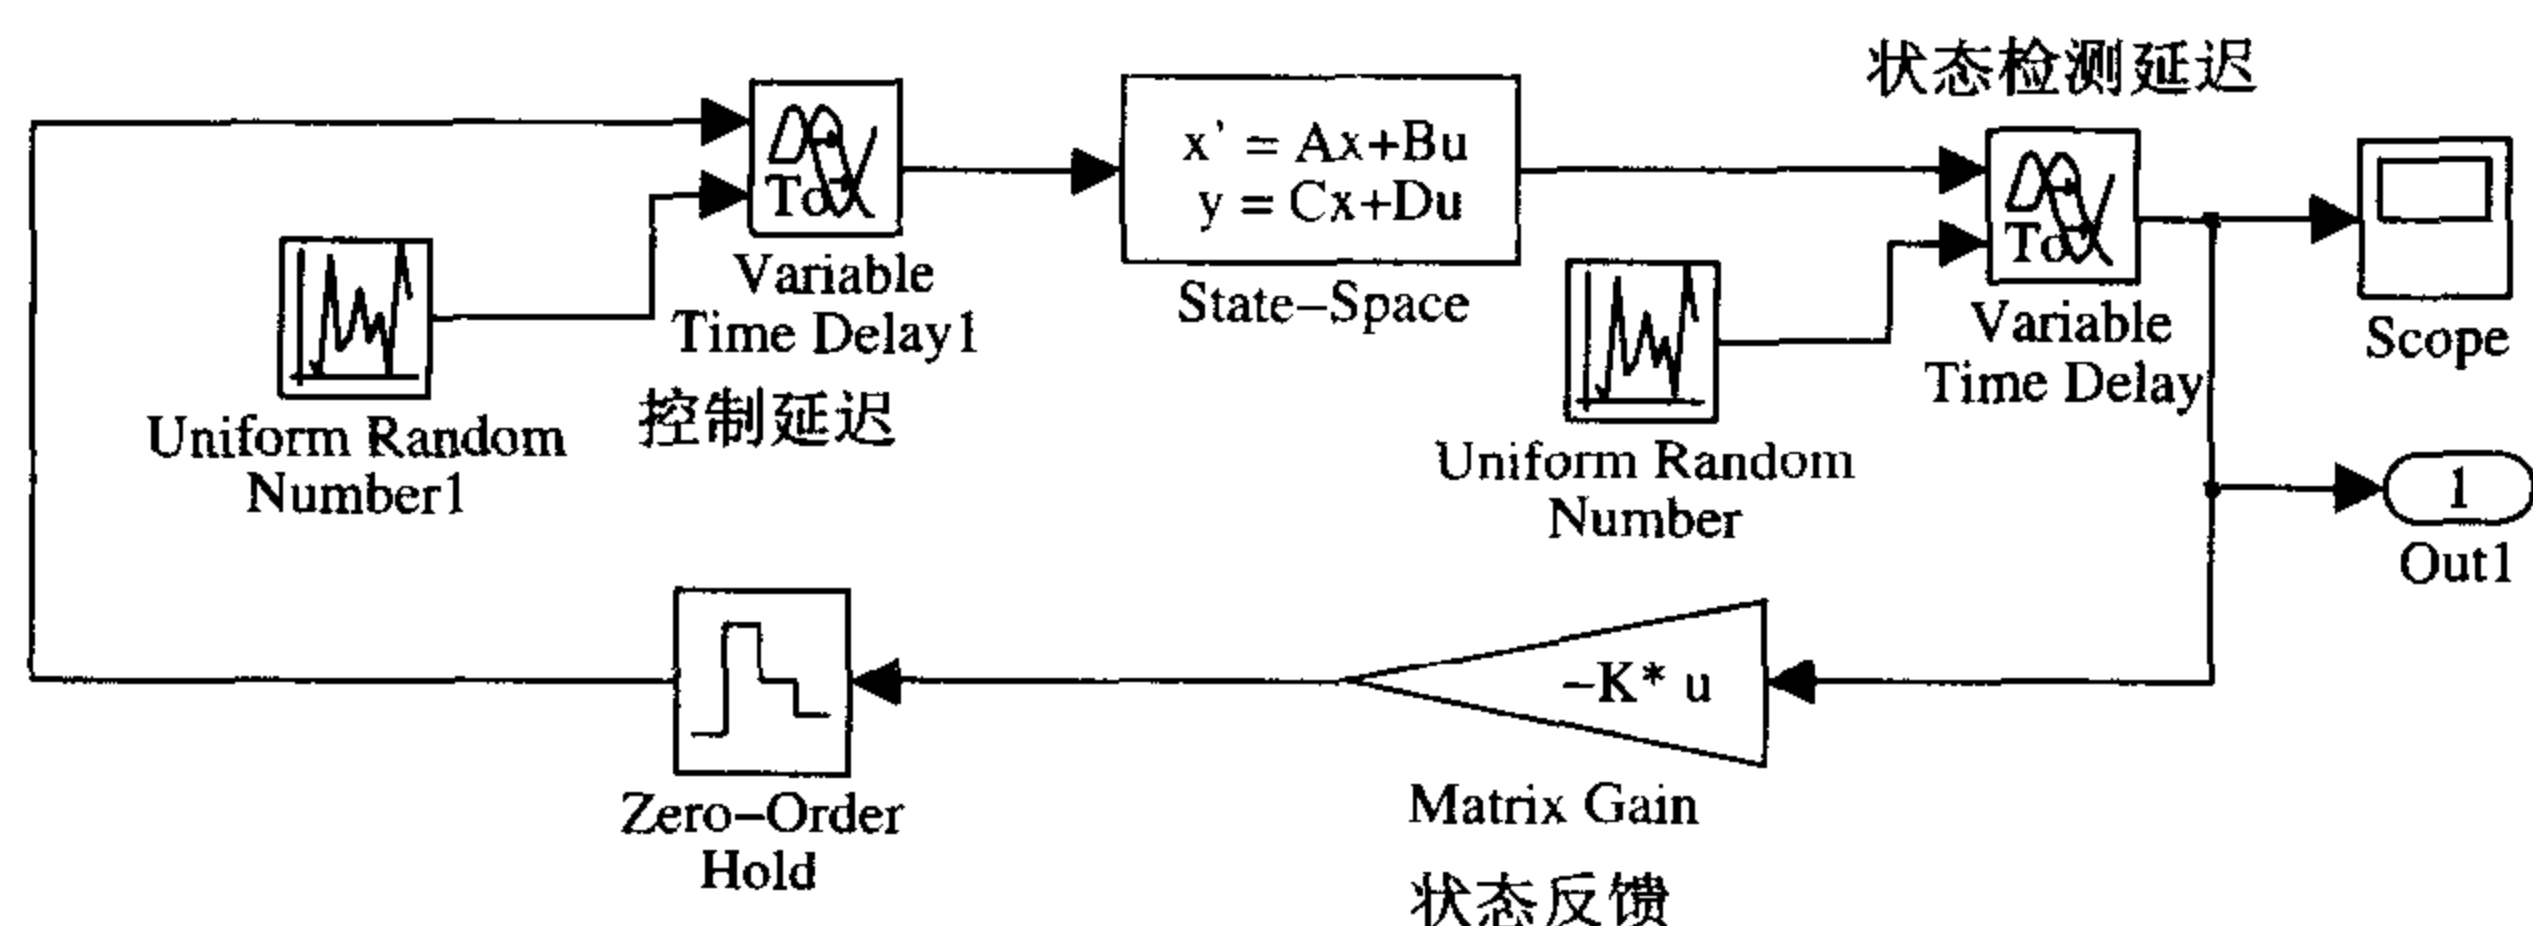 状态检测延迟
To
Variable
Time Delay1
控制延迟
Uniform Random
Number1
x' = Ax+Bu
y = Cx+Du
State-Space
To
Variable
Time Delay
Uniform Random
Number
Scope
1
Out1
Zero-Order
Hold
-K* u
Matrix Gain
状态反馈